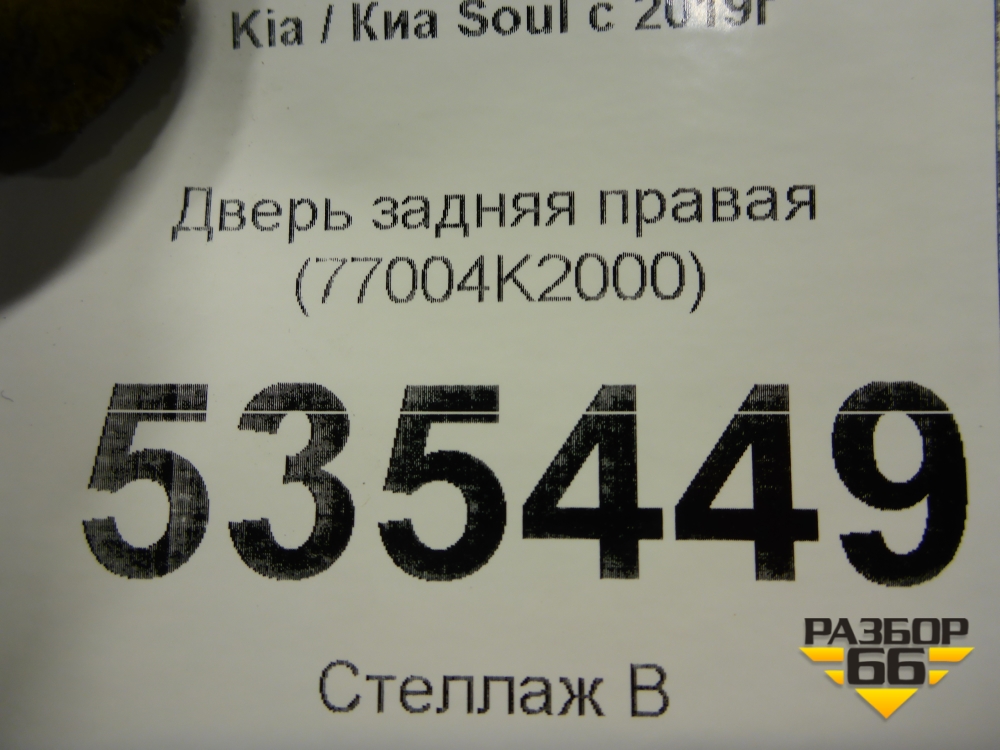 Kia / Киа Soul с 2019г
Дверь задняя правая
(77004K2000)
535449
Стеллаж В
РАЗБОР
66